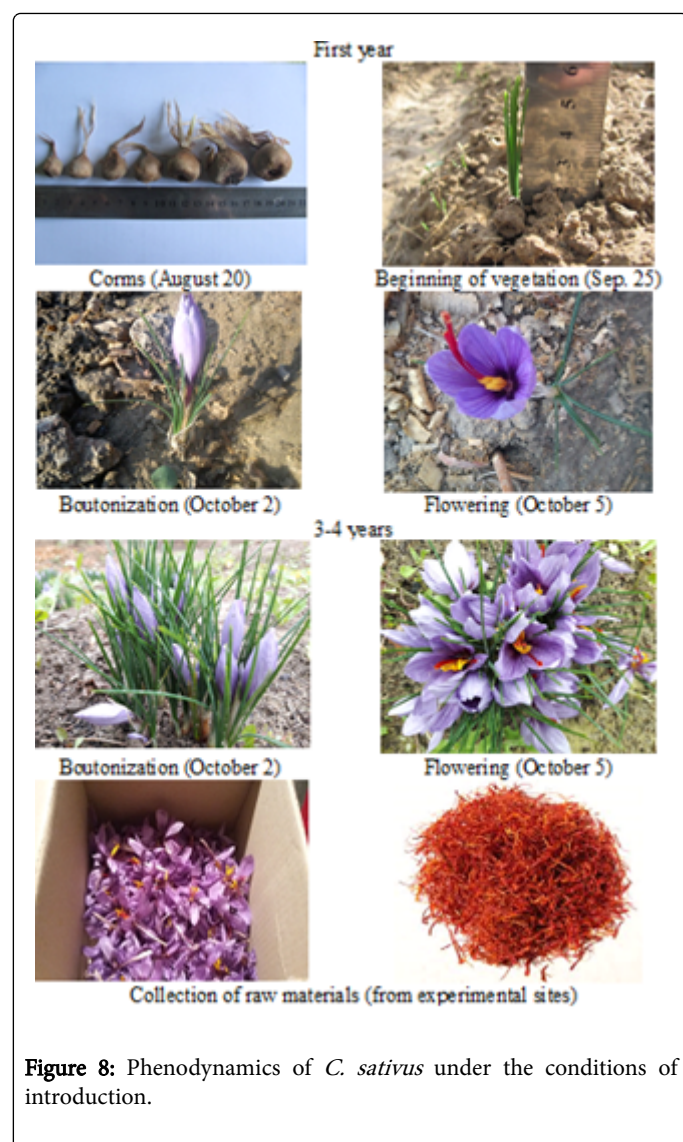 First year
Corms (August 20)
Beginning of vegetation (Sep. 25)
Boutonization (October 2)
Flowering (October 5)
3-4 years
Boutonization (October 2)
Flowering (October 5)
Collection of raw materials (from experimental sites)
Figure 8: Phenodynamics of C. sativus under the conditions of
introduction.